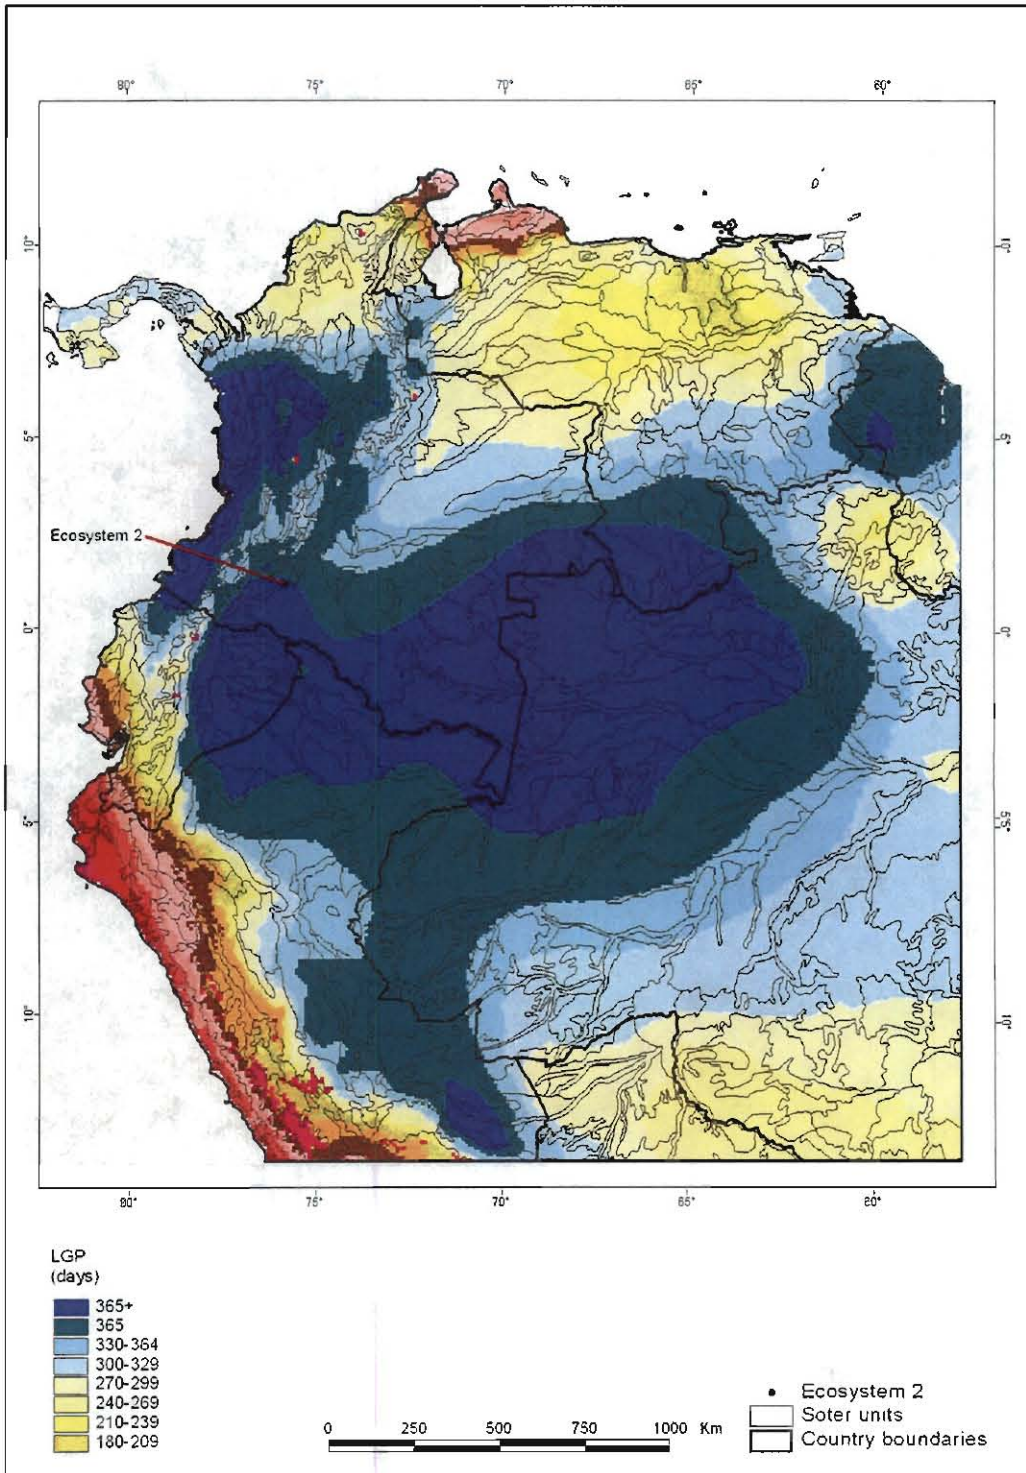 80° 75° 70° 65° 60°
10° 10°
5° 5°
Ecosystem 2
0° 0°
5° 5°
10° 10°
80° 75° 70° 65° 60°
LGP
(days)
365+
365
330-364
300-329
270-299
240-269
210-239
180-209
0 250 500 750 1000 Km
Ecosystem 2
Soter units
Country boundaries